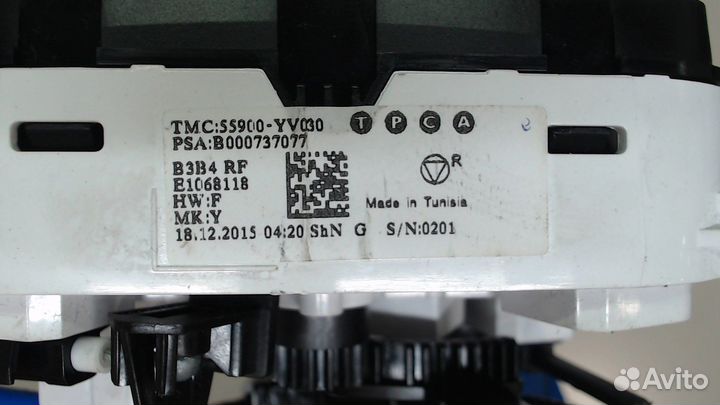 TMC:55900-YV030 T P C A
PSA:B000737077
B3B4 RF
E1068118
HW:F
MK:Y
R
Made in Tunisia
18.12.2015 04:20 ShN G S/N:0201
Avito